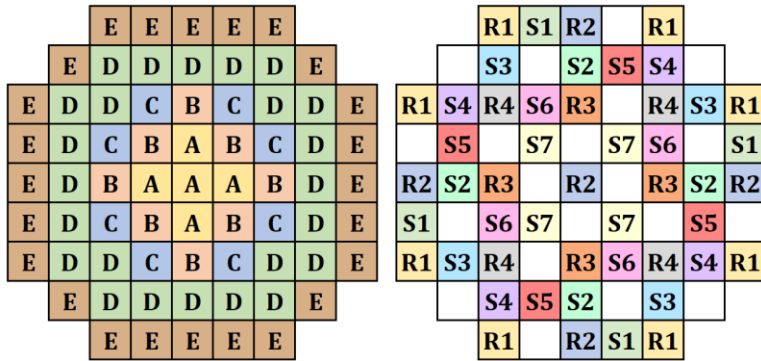 E E E E E R1 S1 R2 R1
E D D D D D E S3 S2 S5 S4
E D D C B C D D E R1 S4 R4 S6 R3 R4 S3 R1
E D C B A B C D E S5 S7 S7 S6 S1
E D B A A A B D E R2 S2 R3 R2 R3 S2 R2
E D C B A B C D E S1 S6 S7 S7 S5
E D D C B C D D E R1 S3 R4 R3 S6 R4 S4 R1
E D D D D D E S4 S5 S2 S3
E E E E E R1 R2 S1 R1